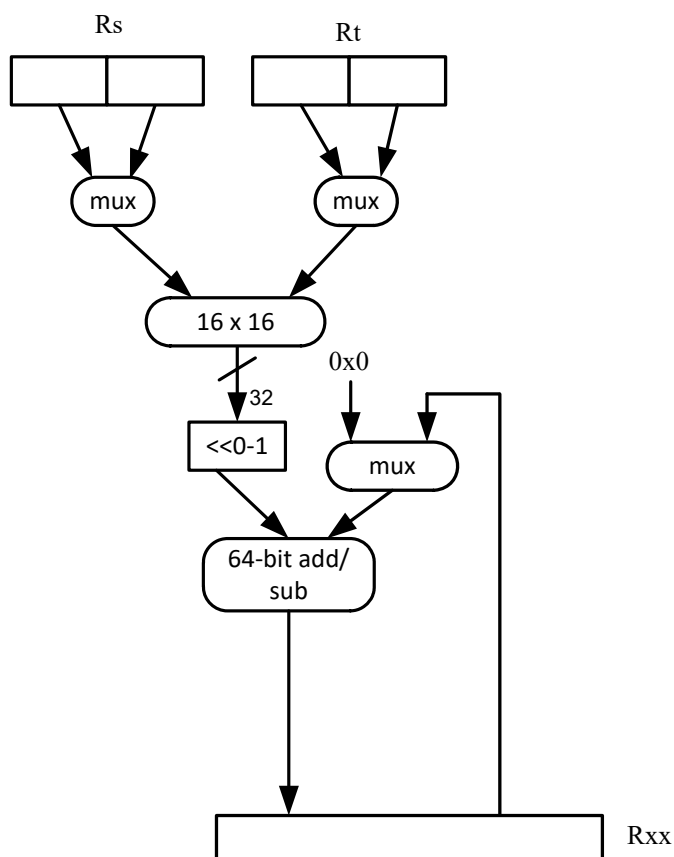 Rs
Rt
mux
mux
16 x 16
0x0
32
<<0-1
mux
64-bit add/
sub
Rxx